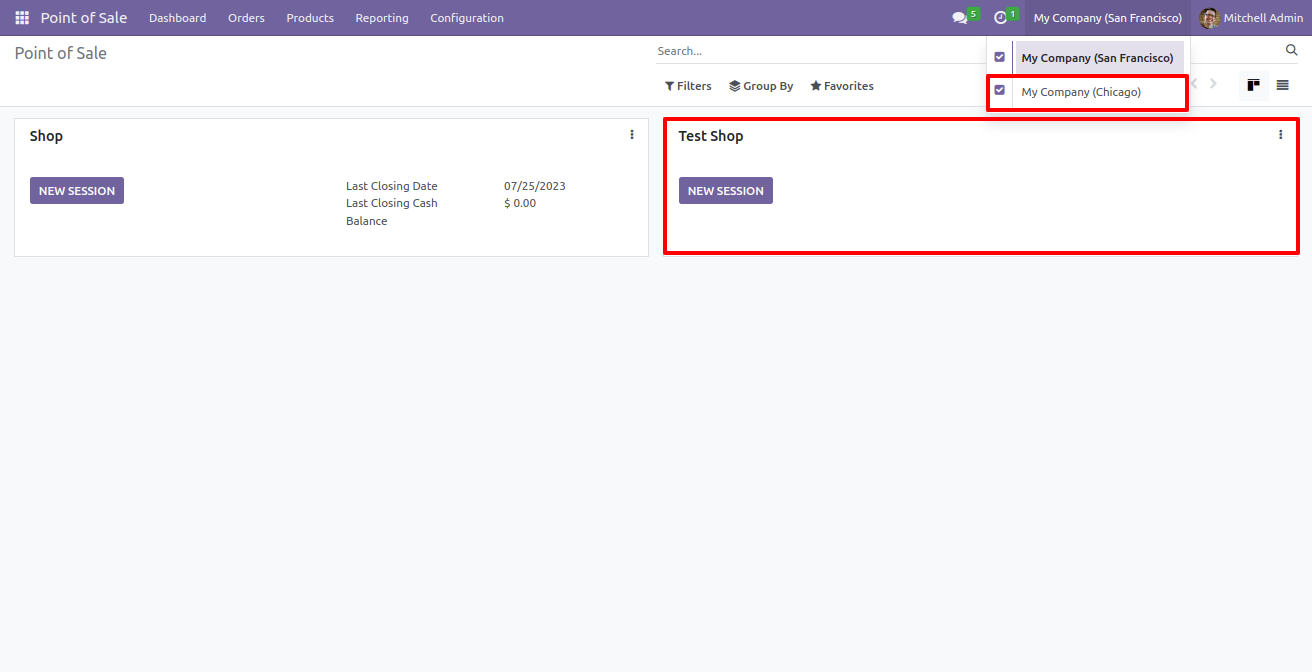 Point of Sale Dashboard Orders Products Reporting Configuration 5 1 My Company (San Francisco) Mitchell Admin
Point of Sale
Search...
My Company (San Francisco)
Filters Group By Favorites
My Company (Chicago)
Shop
NEW SESSION
Last Closing Date 07/25/2023
Last Closing Cash $ 0.00
Balance
Test Shop
NEW SESSION